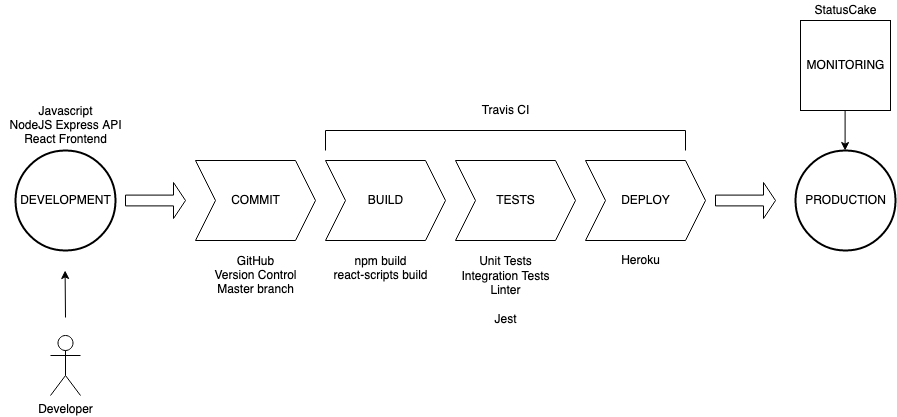 StatusCake
MONITORING
Javascript
NodeJS Express API
React Frontend
Travis CI
DEVELOPMENT
COMMIT
BUILD
TESTS
DEPLOY
PRODUCTION
GitHub
Version Control
Master branch
npm build
react-scripts build
Unit Tests
Integration Tests
Linter
Jest
Heroku
Developer